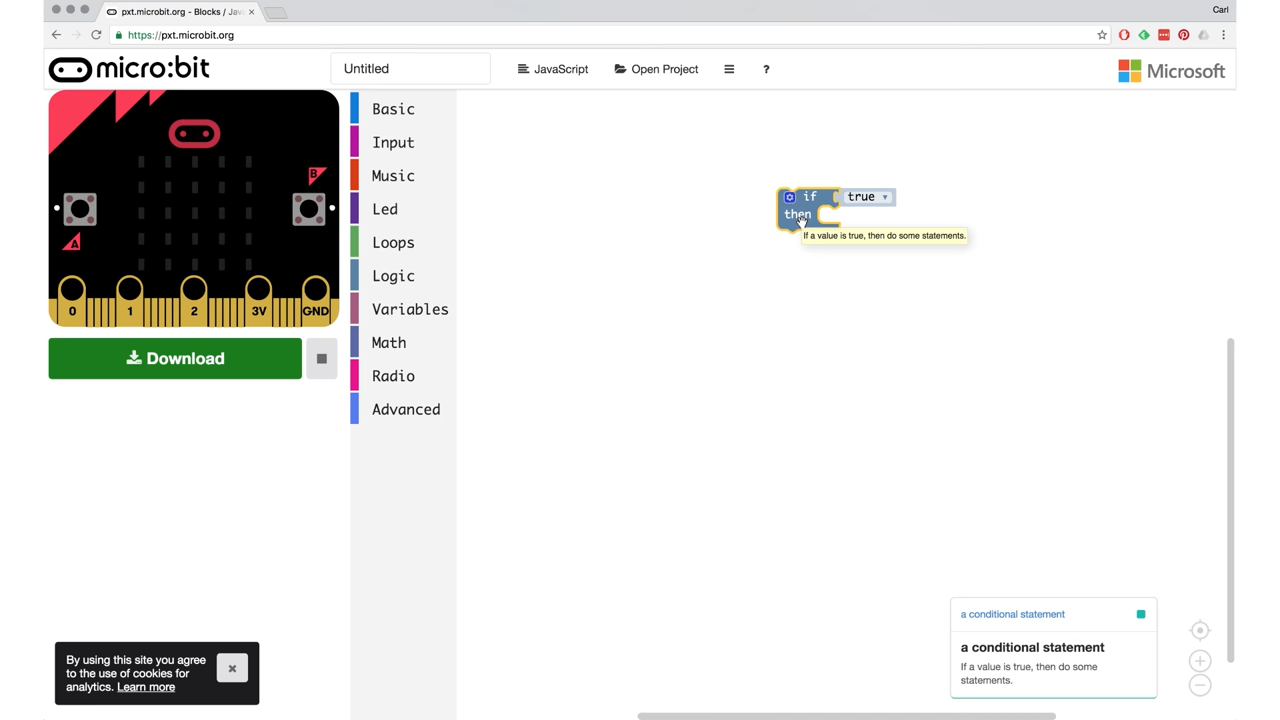 pxt.microbit.org - Blocks / Jav
Carl
https://pxt.microbit.org
micro:bit
Untitled
JavaScript
Open Project
?
Microsoft
B
A
0
1
2
3V
GND
Download
Basic
Input
Music
Led
Loops
Logic
Variables
Math
Radio
Advanced
if
true
then
If a value is true, then do some statements.
a conditional statement
a conditional statement
If a value is true, then do some
statements.
By using this site you agree
to the use of cookies for
analytics. Learn more